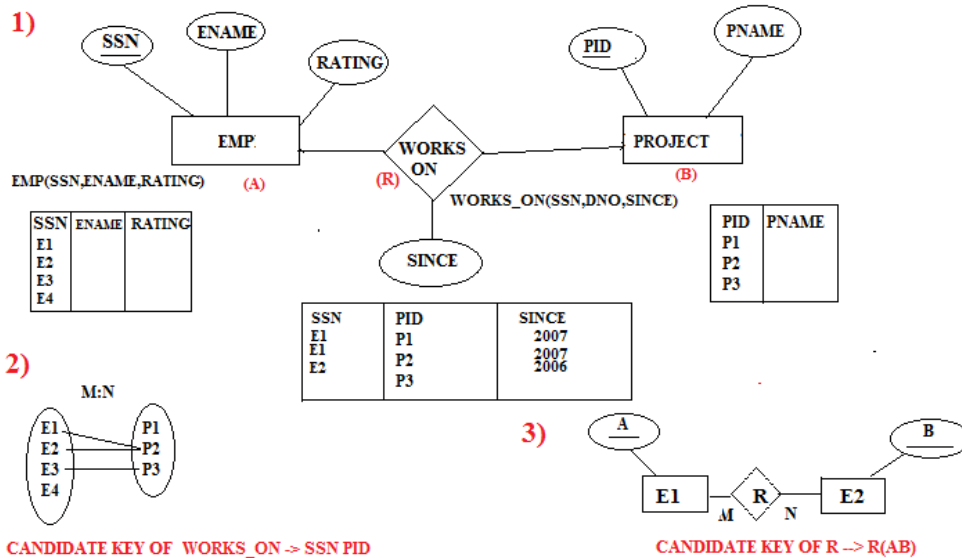 1)
SSN
ENAME
RATING
PID
PNAME
EMP
WORKS
ON
PROJECT
(A)
(R)
(B)
EMP(SSN,ENAME,RATING)
WORKS_ON(SSN,DNO,SINCE)
SINCE
SSN ENAME RATING
E1
E2
E3
E4
PID PNAME
P1
P2
P3
SSN PID SINCE
E1 P1 2007
E1 P2 2007
E2 P3 2006
2)
M:N
E1 P1
E2 P2
E3 P3
E4
CANDIDATE KEY OF WORKS_ON -> SSN PID
3)
A
B
E1 R E2
M N
CANDIDATE KEY OF R --> R(AB)